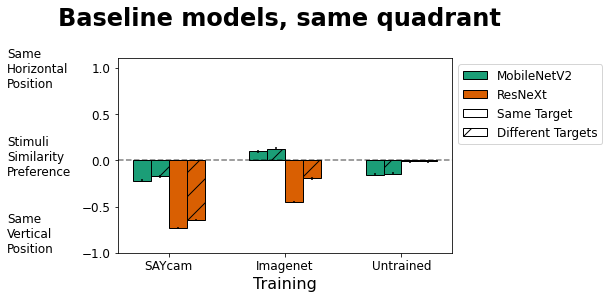 Baseline models, same quadrant
Same
Horizontal
Position
Stimuli
Similarity
Preference
Same
Vertical
Position
1.0
0.5
0.0
−0.5
−1.0
SAYcam
Imagenet
Untrained
Training
MobileNetV2
ResNeXt
Same Target
Different Targets